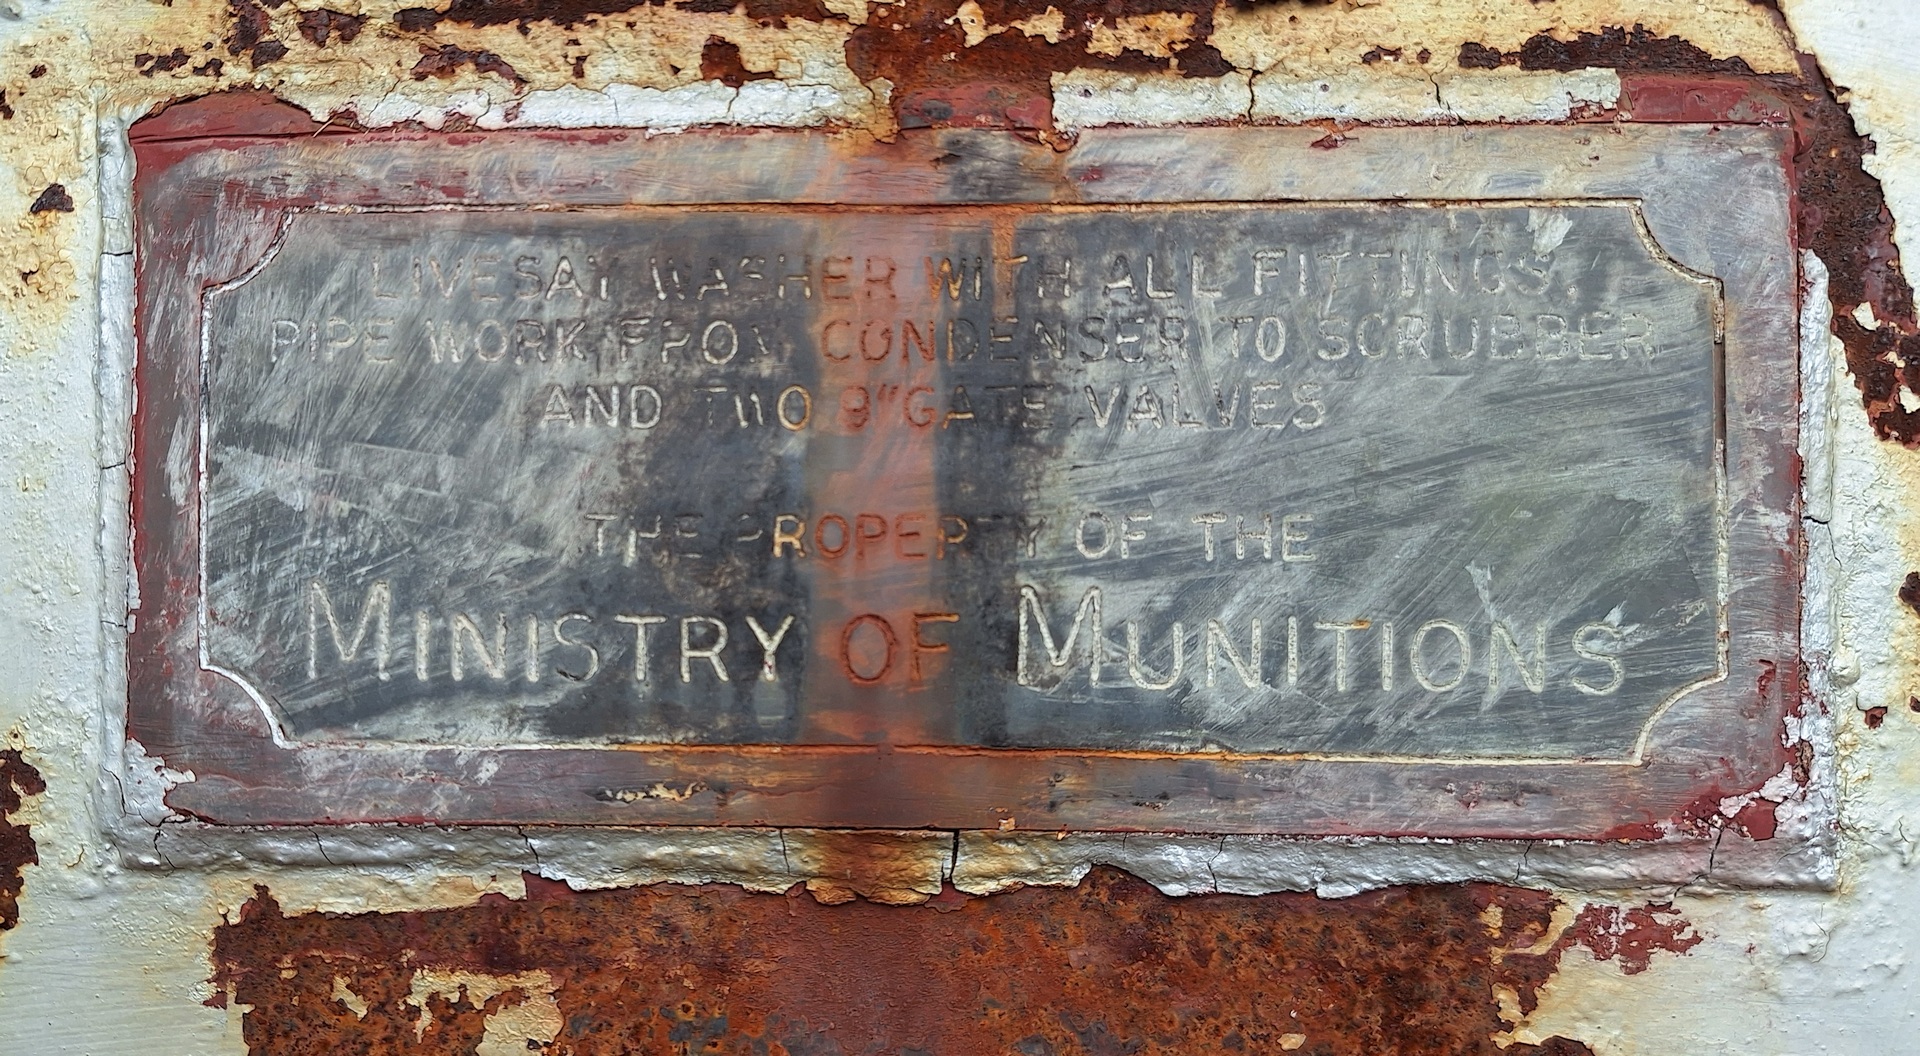 LIVESAY WASHER WITH ALL FITTINGS,
PIPE WORK FROM CONDENSER TO SCRUBBER
AND TWO 9"GATE VALVES
THE PROPERTY OF THE
MINISTRY OF MUNITIONS